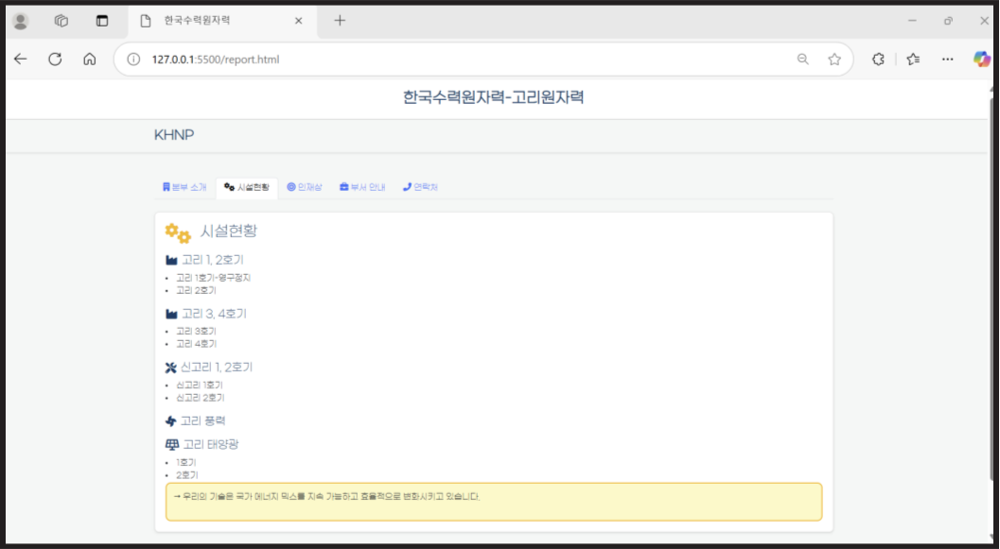 한국수력원자력
127.0.0.1:5500/report.html
한국수력원자력-고리원자력
KHNP
본부 소개 시설현황 인재상 부서 안내 연락처
시설현황
고리 1, 2호기
• 고리 1호기-영구정지
• 고리 2호기
고리 3, 4호기
• 고리 3호기
• 고리 4호기
신고리 1, 2호기
• 신고리 1호기
• 신고리 2호기
고리 풍력
고리 태양광
• 1호기
• 2호기
→ 우리의 기술은 국가 에너지 믹스를 지속 가능하고 효율적으로 변화시키고 있습니다.